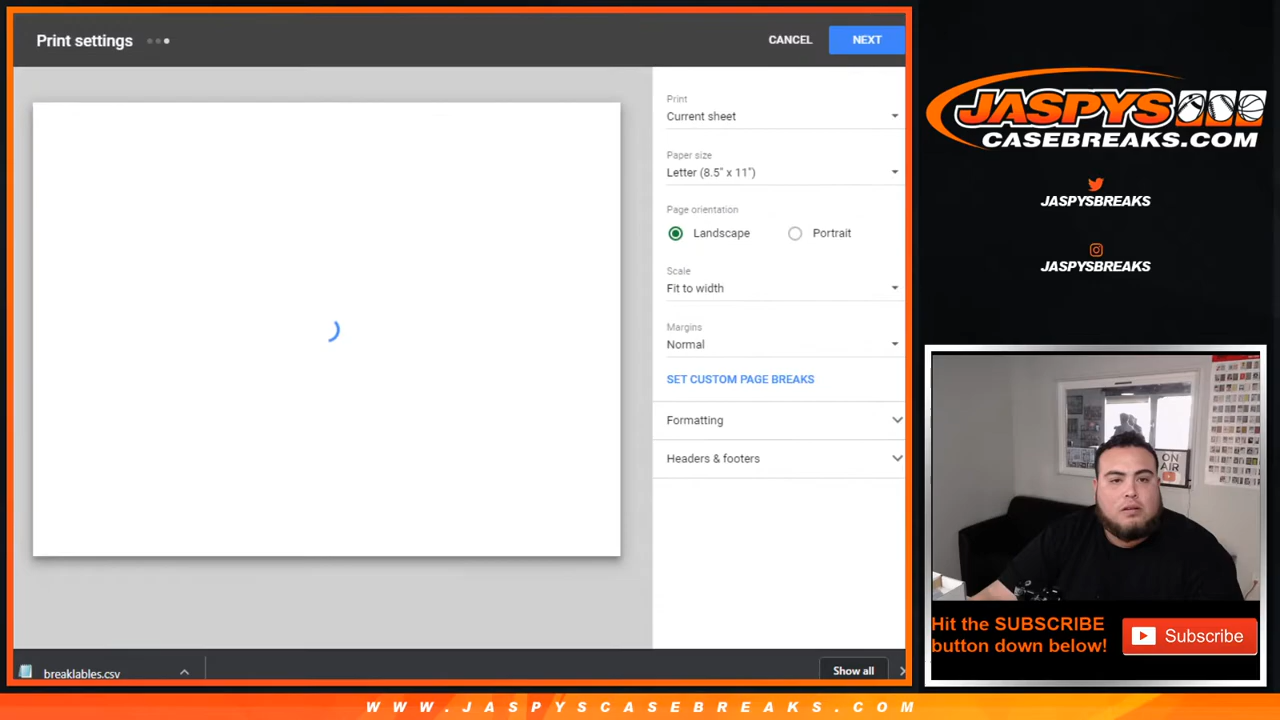 Print settings
CANCEL
NEXT
Print
Current sheet
Paper size
Letter (8.5" x 11")
Page orientation
Landscape
Portrait
Scale
Fit to width
Margins
Normal
SET CUSTOM PAGE BREAKS
Formatting
Headers & footers
breaklables.csv
Show all
JASPYS
CASEBREAKS.COM
JASPYSBREAKS
JASPYSBREAKS
ON
AIR
Hit the SUBSCRIBE
button down below!
Subscribe
WWW.JASPYSCASEBREAKS.COM